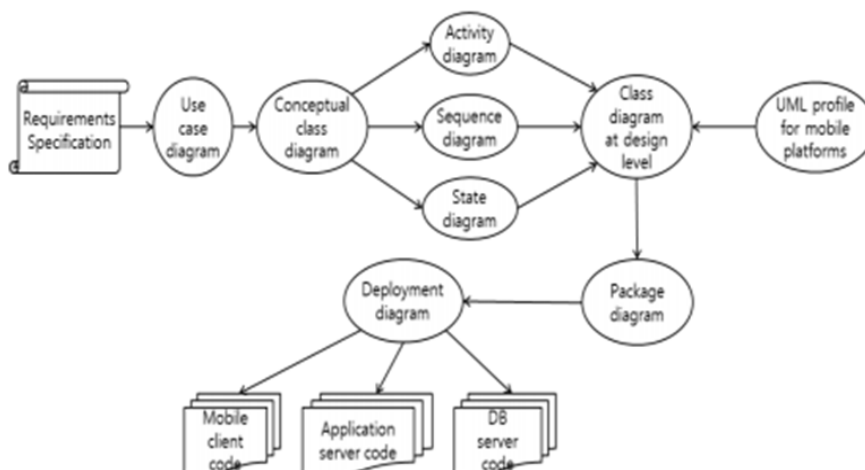 Requirements
Specification
Use
case
diagram
Conceptual
class
diagram
Activity
diagram
Sequence
diagram
State
diagram
Class
diagram
at design
level
UML profile
for mobile
platforms
Package
diagram
Deployment
diagram
Mobile
client
code
Application
server code
DB
server
code